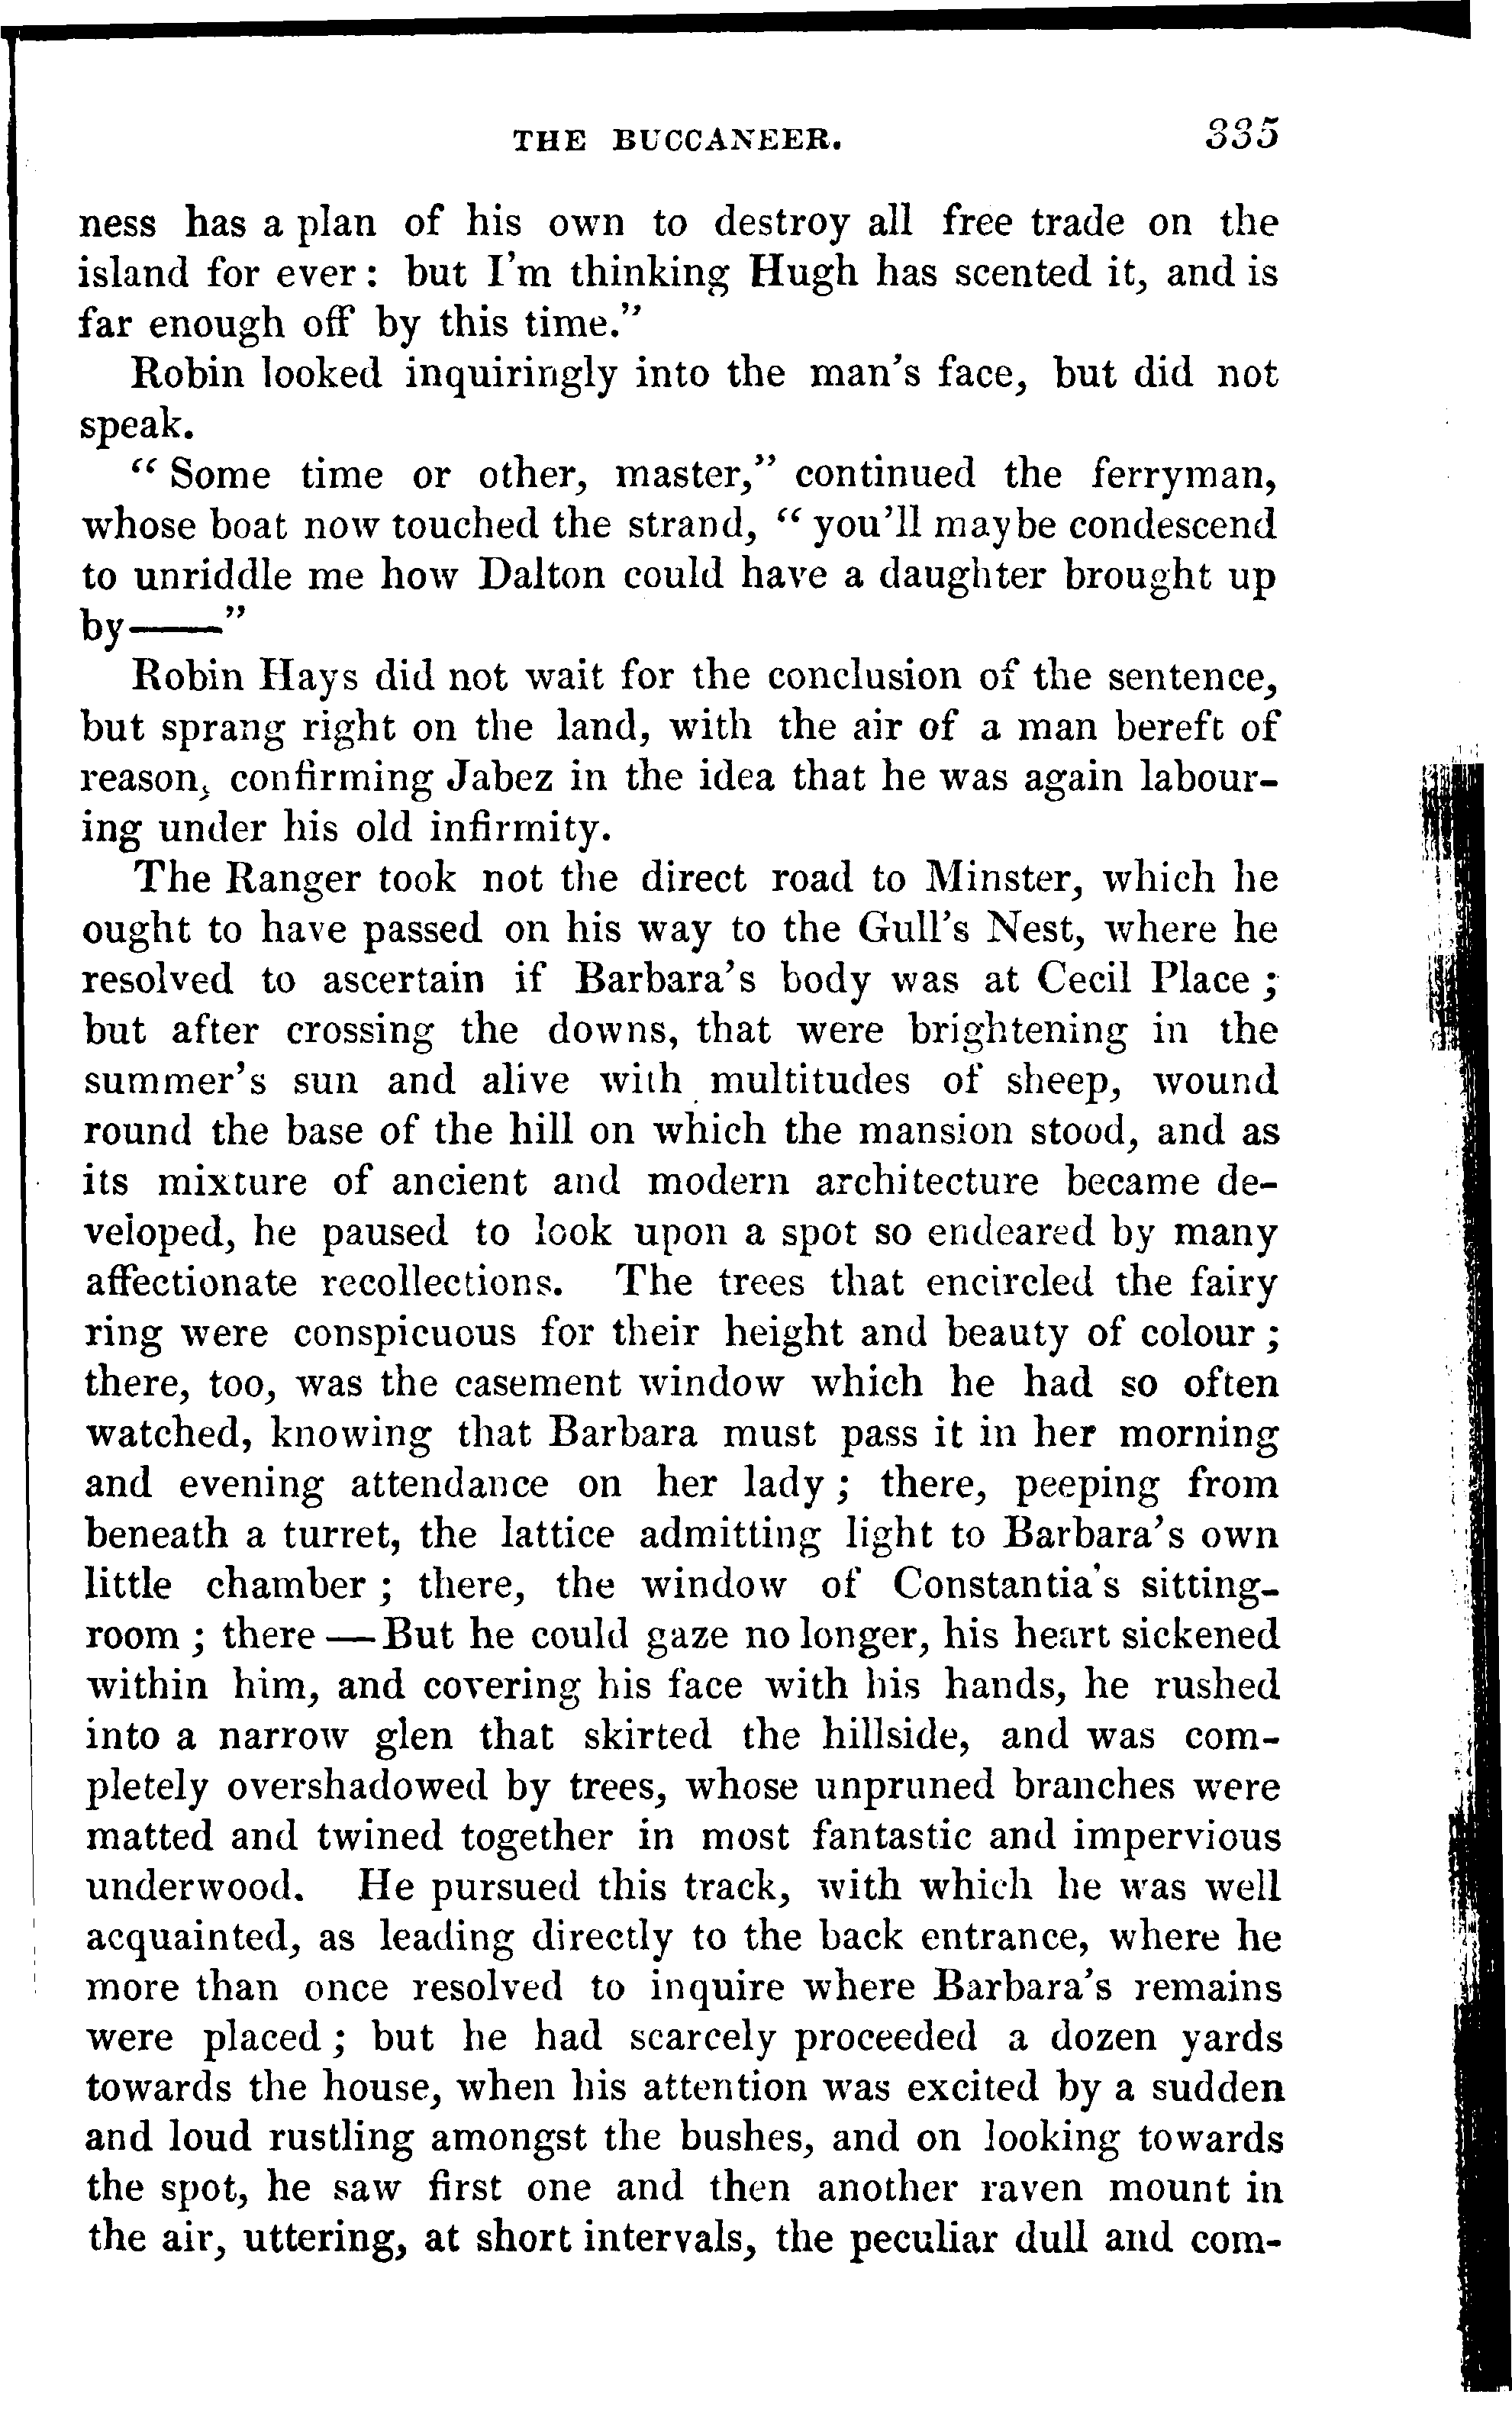 THE BUCCANEER. 335
ness has a plan of his own to destroy all free trade on the
island for ever: but I'm thinking Hugh has scented it, and is
far enough off by this time."
Robin looked inquiringly into the man's face, but did not
speak.
"Some time or other, master," continued the ferryman,
whose boat now touched the strand, "you'll maybe condescend
to unriddle me how Dalton could have a daughter brought up
by——"
Robin Hays did not wait for the conclusion of the sentence,
but sprang right on the land, with the air of a man bereft of
reason, confirming Jabez in the idea that he was again labour-
ing under his old infirmity.
The Ranger took not the direct road to Minster, which he
ought to have passed on his way to the Gull's Nest, where he
resolved to ascertain if Barbara's body was at Cecil Place;
but after crossing the downs, that were brightening in the
summer's sun and alive with multitudes of sheep, wound
round the base of the hill on which the mansion stood, and as
its mixture of ancient and modern architecture became de-
veloped, he paused to look upon a spot so endeared by many
affectionate recollections. The trees that encircled the fairy
ring were conspicuous for their height and beauty of colour;
there, too, was the casement window which he had so often
watched, knowing that Barbara must pass it in her morning
and evening attendance on her lady; there, peeping from
beneath a turret, the lattice admitting light to Barbara's own
little chamber; there, the window of Constantia's sitting-
room; there—But he could gaze no longer, his heart sickened
within him, and covering his face with his hands, he rushed
into a narrow glen that skirted the hillside, and was com-
pletely overshadowed by trees, whose unpruned branches were
matted and twined together in most fantastic and impervious
underwood. He pursued this track, with which he was well
acquainted, as leading directly to the back entrance, where he
more than once resolved to inquire where Barbara's remains
were placed; but he had scarcely proceeded a dozen yards
towards the house, when his attention was excited by a sudden
and loud rustling amongst the bushes, and on looking towards
the spot, he saw first one and then another raven mount in
the air, uttering, at short intervals, the peculiar dull and com-